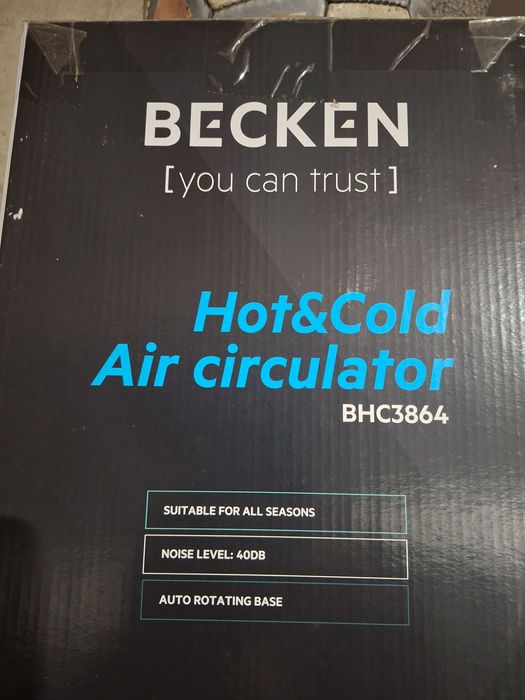 BECKEN
[you can trust]
Hot&Cold
Air circulator
BHC3864
SUITABLE FOR ALL SEASONS
NOISE LEVEL: 40DB
AUTO ROTATING BASE